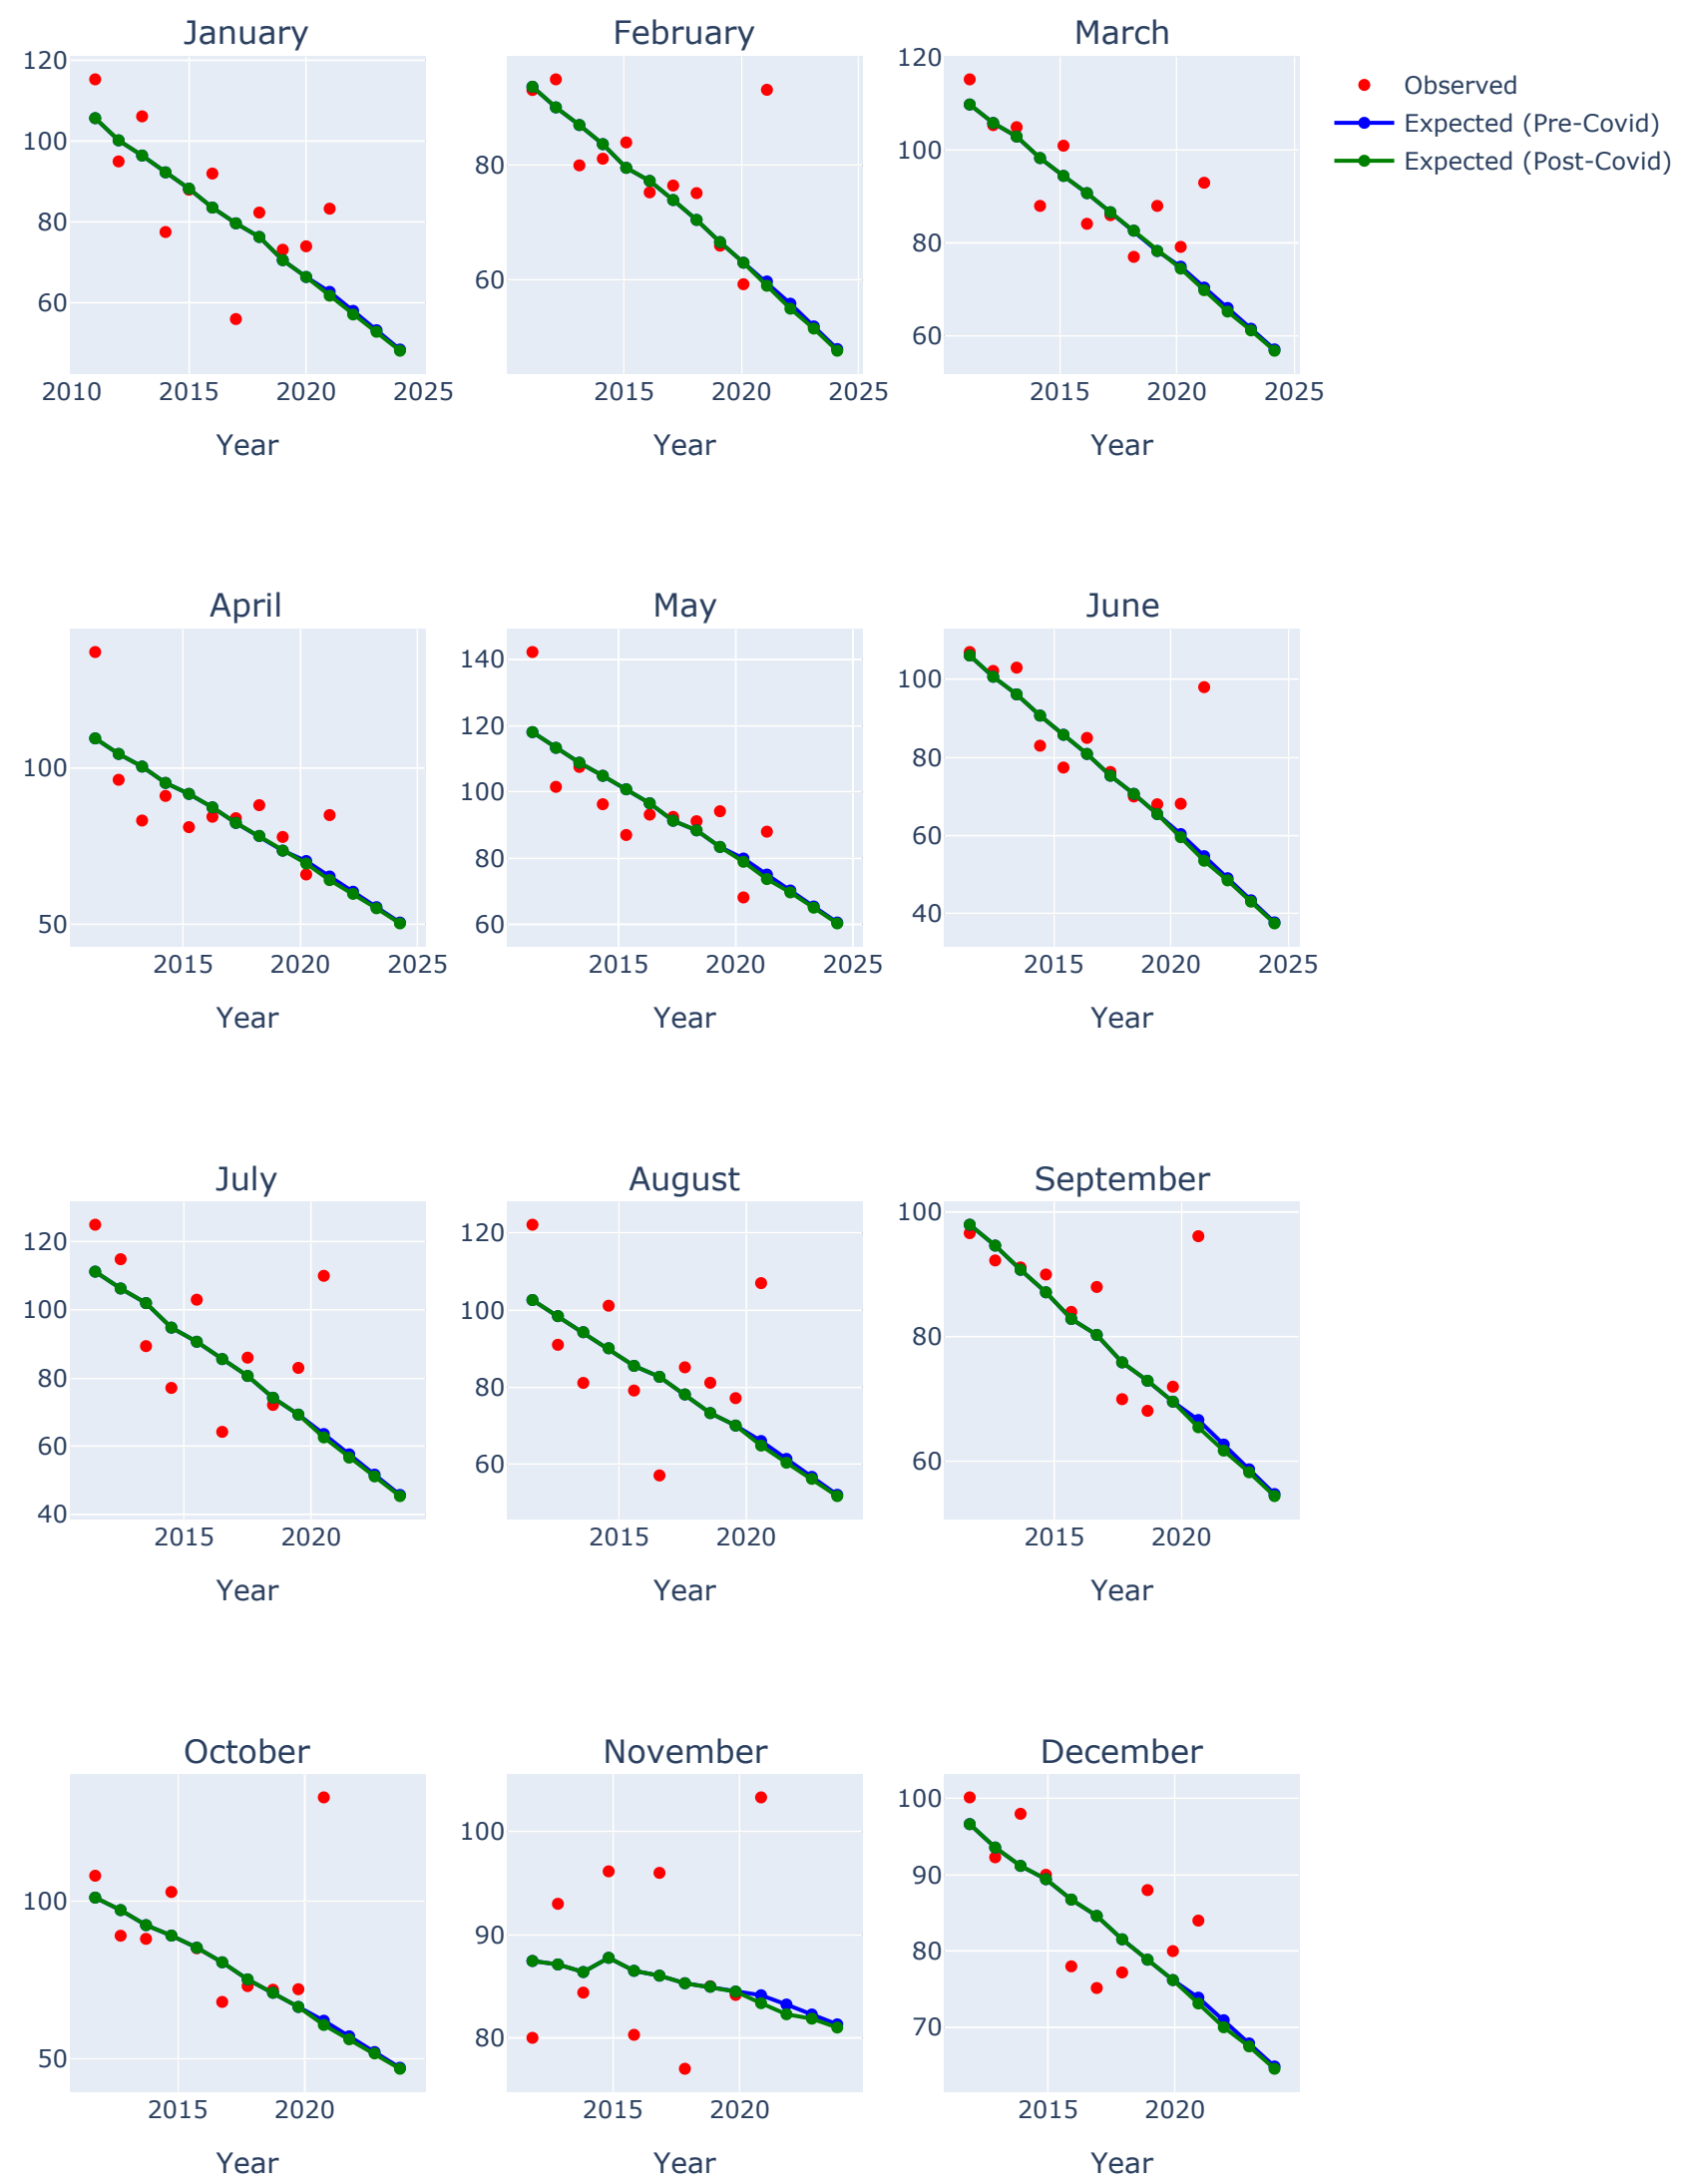 January
February
March
120
100
80
60
2010
2015
2020
2025
Year
80
60
2015
2020
2025
Year
120
100
80
60
2015
2020
2025
Year
Observed
Expected (Pre-Covid)
Expected (Post-Covid)
April
May
June
100
50
2015
2020
2025
Year
140
120
100
80
60
2015
2020
2025
Year
100
80
60
40
2015
2020
2025
Year
July
August
September
120
100
80
60
40
2015
2020
Year
120
100
80
60
2015
2020
Year
100
80
60
2015
2020
Year
October
November
December
100
50
2015
2020
Year
100
90
80
2015
2020
Year
100
90
80
70
2015
2020
Year